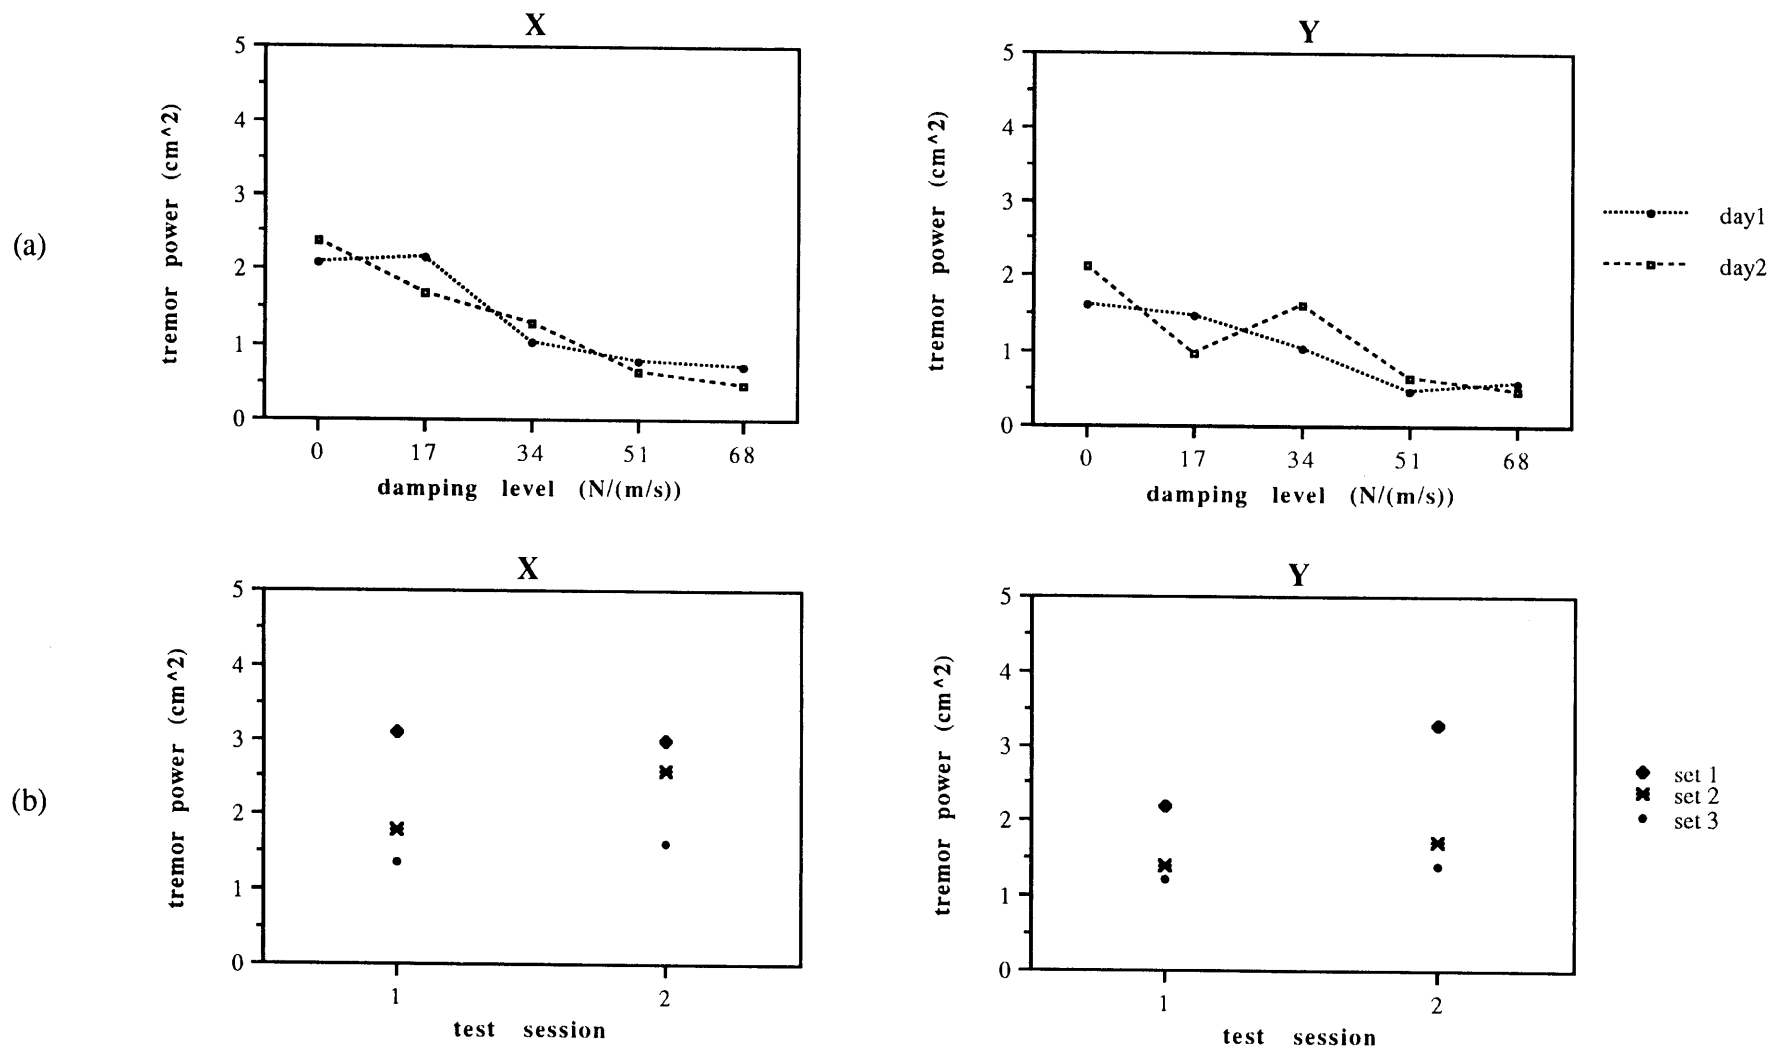 X
5
4
3
2
1
0
tremor power (cm^2)
0 17 34 51 68
damping level (N/(m/s))
Y
5
4
3
2
1
0
tremor power (cm^2)
0 17 34 51 68
damping level (N/(m/s))
day1
day2
(a)
X
5
4
3
2
1
0
tremor power (cm^2)
1 2
test session
Y
5
4
3
2
1
0
tremor power (cm^2)
1 2
test session
set 1
set 2
set 3
(b)